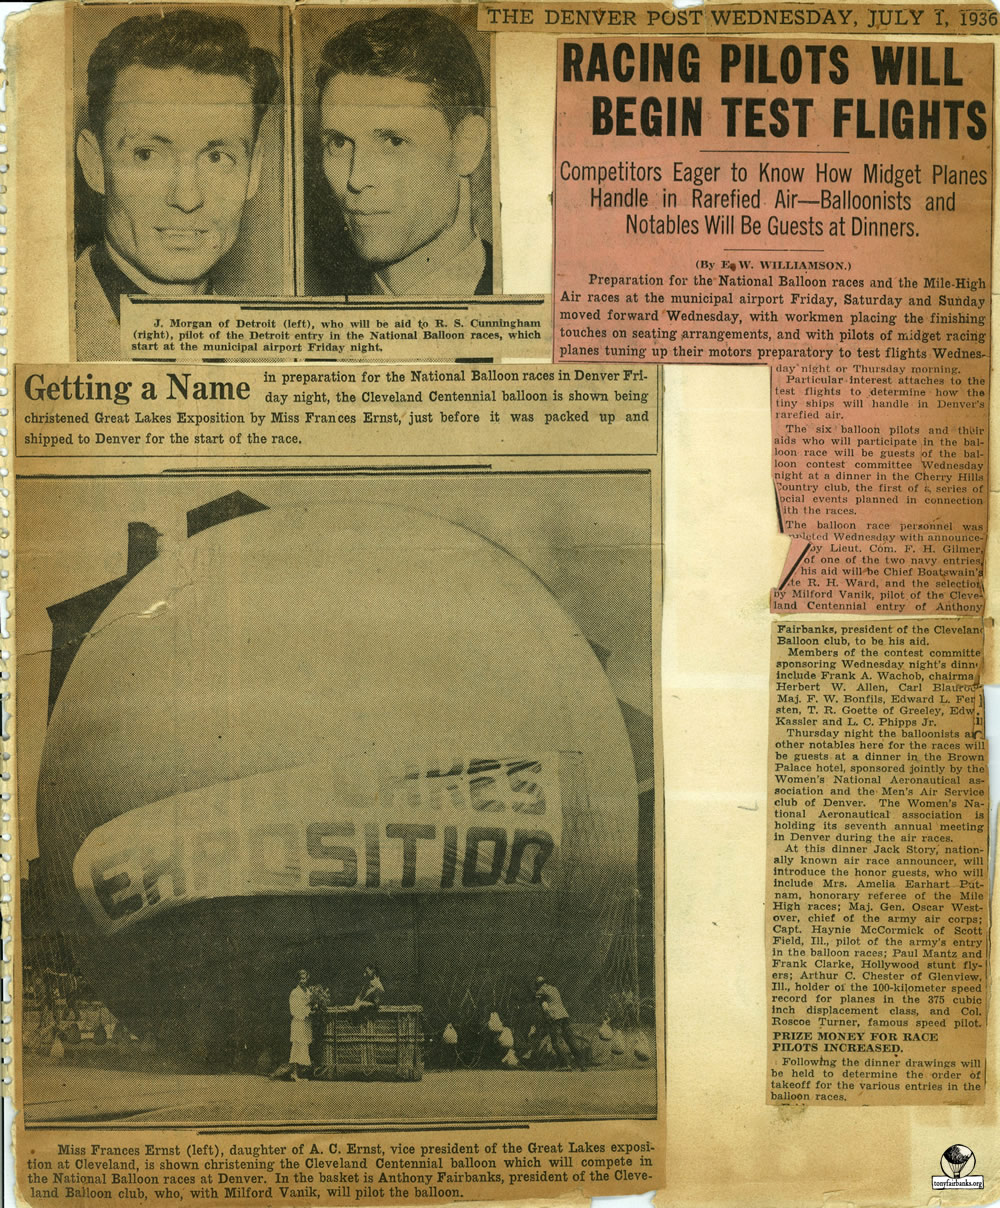 THE DENVER POST WEDNESDAY, JULY 1, 1936
J. Morgan of Detroit (left), who will be aid to R. S. Cunningham
(right), pilot of the Detroit entry in the National Balloon races, which
start at the municipal airport Friday night.
Getting a Name in preparation for the National Balloon races in Denver Fri-
day night, the Cleveland Centennial balloon is shown being
christened Great Lakes Exposition by Miss Frances Ernst, just before it was packed up and
shipped to Denver for the start of the race.
LAKES
EXPOSITION
Miss Frances Ernst (left), daughter of A. C. Ernst, vice president of the Great Lakes exposi-
tion at Cleveland, is shown christening the Cleveland Centennial balloon which will compete in
the National Balloon races at Denver. In the basket is Anthony Fairbanks, president of the Cleve-
land Balloon club, who, with Milford Vanik, will pilot the balloon.
RACING PILOTS WILL
BEGIN TEST FLIGHTS
Competitors Eager to Know How Midget Planes
Handle in Rarefied Air—Balloonists and
Notables Will Be Guests at Dinners.
(By E. W. WILLIAMSON.)
Preparation for the National Balloon races and the Mile-High
Air races at the municipal airport Friday, Saturday and Sunday
moved forward Wednesday, with workmen placing the finishing
touches on seating arrangements, and with pilots of midget racing
planes tuning up their motors preparatory to test flights Wednes-
day night or Thursday morning.
Particular interest attaches to the
test flights to determine how the
tiny ships will handle in Denver's
rarefied air.
The six balloon pilots and their
aids who will participate in the bal-
loon race will be guests of the bal-
loon contest committee Wednesday
night at a dinner in the Cherry Hills
Country club, the first of a series of
ocial events planned in connection
ith the races.
The balloon race personnel was
pleted Wednesday with announce-
by Lieut. Com. F. H. Gilmer,
of one of the two navy entries,
his aid will be Chief Boatswain's
te R. H. Ward, and the selection
by Milford Vanik, pilot of the Cleve-
land Centennial entry of Anthony
Fairbanks, president of the Cleveland
Balloon club, to be his aid.
Members of the contest committe
sponsoring Wednesday night's dinn
include Frank A. Wachob, chairma
Herbert W. Allen, Carl Blauro
Maj. F. W. Bonfils, Edward L. Fer
sten, T. R. Goette of Greeley, Edw.
Kassler and L. C. Phipps Jr.
Thursday night the balloonists an
other notables here for the races will
be guests at a dinner in the Brown
Palace hotel, sponsored jointly by the
Women's National Aeronautical as-
sociation and the Men's Air Service
club of Denver. The Women's Na-
tional Aeronautical association is
holding its seventh annual meeting
in Denver during the air races.
At this dinner Jack Story, nation-
ally known air race announcer, will
introduce the honor guests, who will
include Mrs. Amelia Earhart Put-
nam, honorary referee of the Mile
High races; Maj. Gen. Oscar West-
over, chief of the army air corps;
Capt. Haynie McCormick of Scott
Field, Ill., pilot of the army's entry
in the balloon races; Paul Mantz and
Frank Clarke, Hollywood stunt fly-
ers; Arthur C. Chester of Glenview,
Ill., holder of the 100-kilometer speed
record for planes in the 375 cubic
inch displacement class, and Col.
Roscoe Turner, famous speed pilot.
PRIZE MONEY FOR RACE
PILOTS INCREASED.
Following the dinner drawings will
be held to determine the order of
takeoff for the various entries in the
balloon races.
tonyfairbanks.org